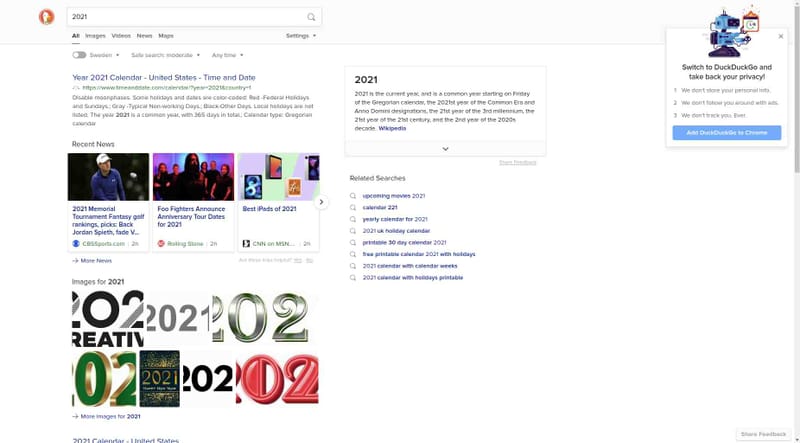 2021
All Images Videos News Maps Settings
Sweden Safe search: moderate Any time
Year 2021 Calendar - United States - Time and Date
https://www.timeanddate.com/calendar/?year=2021&country=1
Disable moonphases. Some holidays and dates are color-coded: Red -Federal Holidays
and Sundays.; Gray -Typical Non-working Days.; Black-Other Days. Local holidays are not
listed. The year 2021 is a common year, with 365 days in total.; Calendar type: Gregorian
calendar
Recent News
2021 Memorial
Tournament Fantasy golf
rankings, picks: Back
Jordan Spieth, fade V...
CBSSports.com | 2h
Foo Fighters Announce
Anniversary Tour Dates
for 2021
Rolling Stone | 2h
Best iPads of 2021
CNN on MSN... | 2h
More News
Are these links helpful? Yes No
Images for 2021
202
REATIV
2021
202
202
2021
HAPPY NEW YEAR
202
202
More Images for 2021
2021 Calendar - United States
2021
2021 is the current year, and is a common year starting on Friday
of the Gregorian calendar, the 2021st year of the Common Era and
Anno Domini designations, the 21st year of the 3rd millennium, the
21st year of the 21st century, and the 2nd year of the 2020s
decade. Wikipedia
Share Feedback
Related Searches
upcoming movies 2021
calendar 221
yearly calendar for 2021
2021 uk holiday calendar
printable 30 day calendar 2021
free printable calendar 2021 with holidays
2021 calendar with calendar weeks
2021 calendar with holidays printable
Switch to DuckDuckGo and
take back your privacy!
1 We don't store your personal info.
2 We don't follow you around with ads.
3 We don't track you. Ever.
Add DuckDuckGo to Chrome
Share Feedback